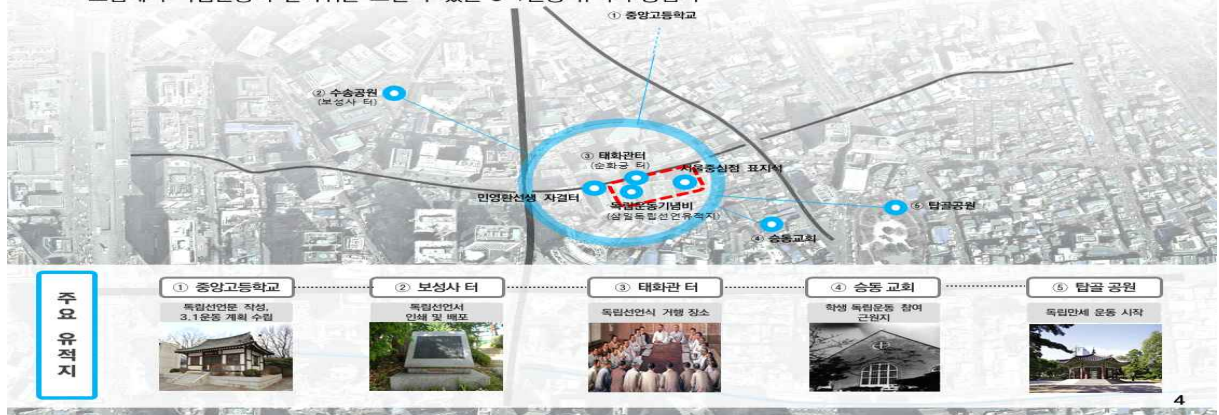 ① 중앙고등학교
② 수송공원
(보성사 터)
③ 태화관터
(순화궁 터)
서울중심점 표지석
민영환선생 자결터
독립운동기념비
(삼일독립선언유적지)
④ 승동교회
⑤ 탑골공원
주요 유적지
① 중앙고등학교
독립선언문 작성,
3.1운동 계획 수립
② 보성사 터
독립선언서
인쇄 및 배포
③ 태화관 터
독립선언식 거행 장소
④ 승동 교회
학생 독립운동 참여
근원지
⑤ 탑골 공원
독립만세 운동 시작
4